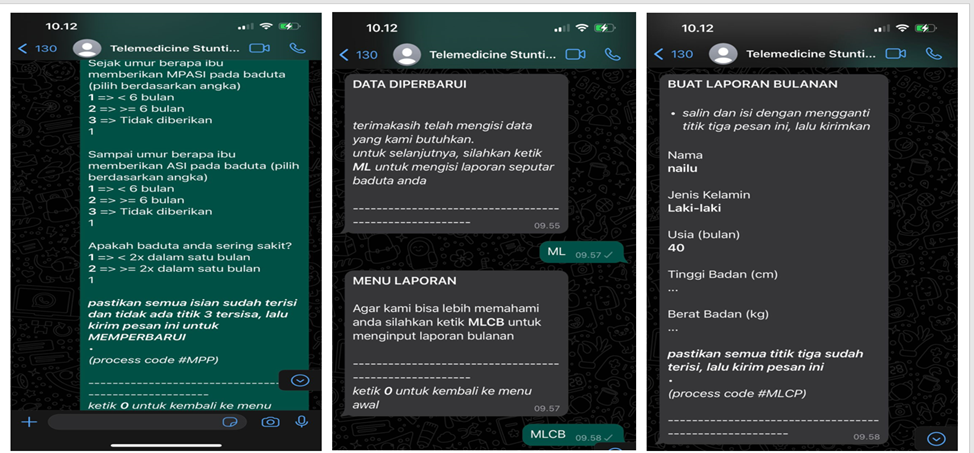 10.12
130
Telemedicine Stunti...
Sejak umur berapa ibu
memberikan MPASI pada baduta
(pilih berdasarkan angka)
1 => < 6 bulan
2 => >= 6 bulan
3 => Tidak diberikan
1
Sampai umur berapa ibu
memberikan ASI pada baduta (pilih
berdasarkan angka)
1 => < 6 bulan
2 => >= 6 bulan
3 => Tidak diberikan
1
Apakah baduta anda sering sakit?
1 => < 2x dalam satu bulan
2 => >= 2x dalam satu bulan
1
pastikan semua isian sudah terisi
dan tidak ada titik 3 tersisa, lalu
kirim pesan ini untuk
MEMPERBARUI
.
(process code #MPP)
--------------------------------
--------------------
ketik 0 untuk kembali ke menu
10.12
130
Telemedicine Stunti...
DATA DIPERBARUI
terimakasih telah mengisi data
yang kami butuhkan.
untuk selanjutnya, silahkan ketik
ML untuk mengisi laporan seputar
baduta anda
-----------------------------------
--------------------
09.55
ML 09.57
MENU LAPORAN
Agar kami bisa lebih memahami
anda silahkan ketik MLCB untuk
menginput laporan bulanan
-----------------------------------
--------------------
ketik 0 untuk kembali ke menu
awal
09.57
MLCB 09.58
10.12
130
Telemedicine Stunti...
BUAT LAPORAN BULANAN
• salin dan isi dengan mengganti
titik tiga pesan ini, lalu kirimkan
Nama
nailu
Jenis Kelamin
Laki-laki
Usia (bulan)
40
Tinggi Badan (cm)
...
Berat Badan (kg)
...
pastikan semua titik tiga sudah
terisi, lalu kirim pesan ini
.
(process code #MLCP)
-----------------------------------
--------------------
09.58